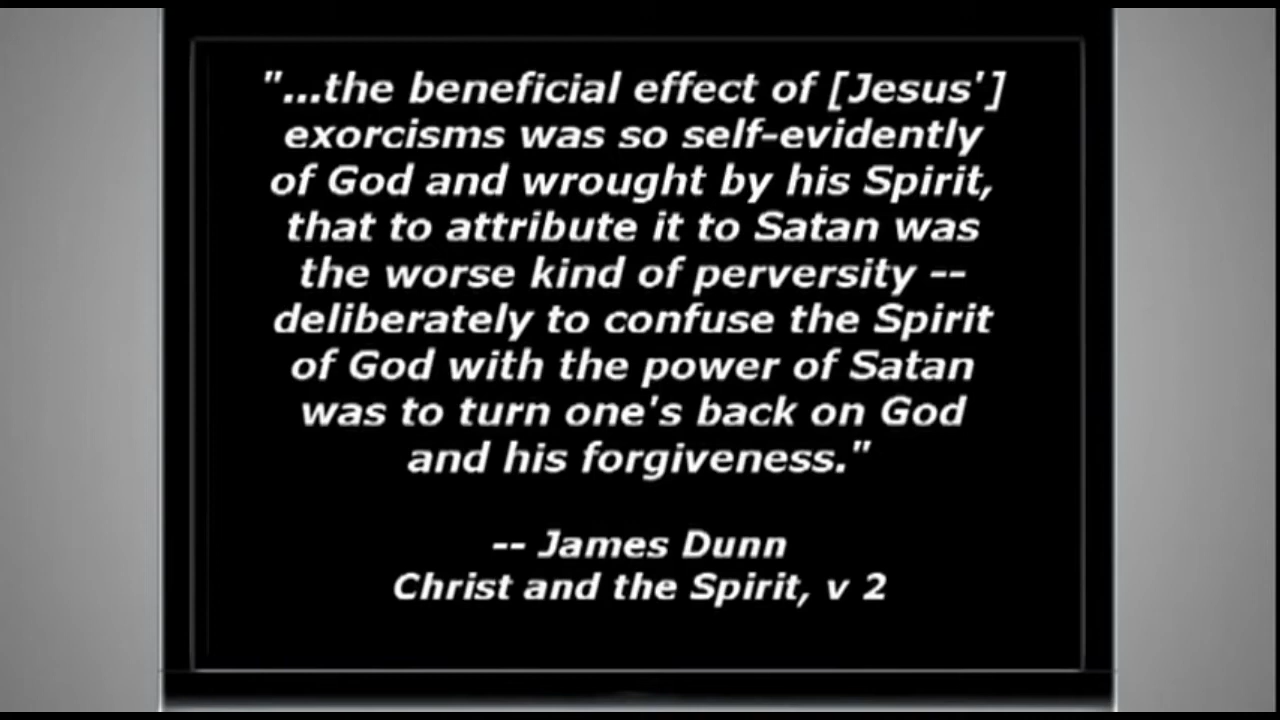 "...the beneficial effect of [Jesus']
exorcisms was so self-evidently
of God and wrought by his Spirit,
that to attribute it to Satan was
the worse kind of perversity --
deliberately to confuse the Spirit
of God with the power of Satan
was to turn one's back on God
and his forgiveness."
-- James Dunn
Christ and the Spirit, v 2